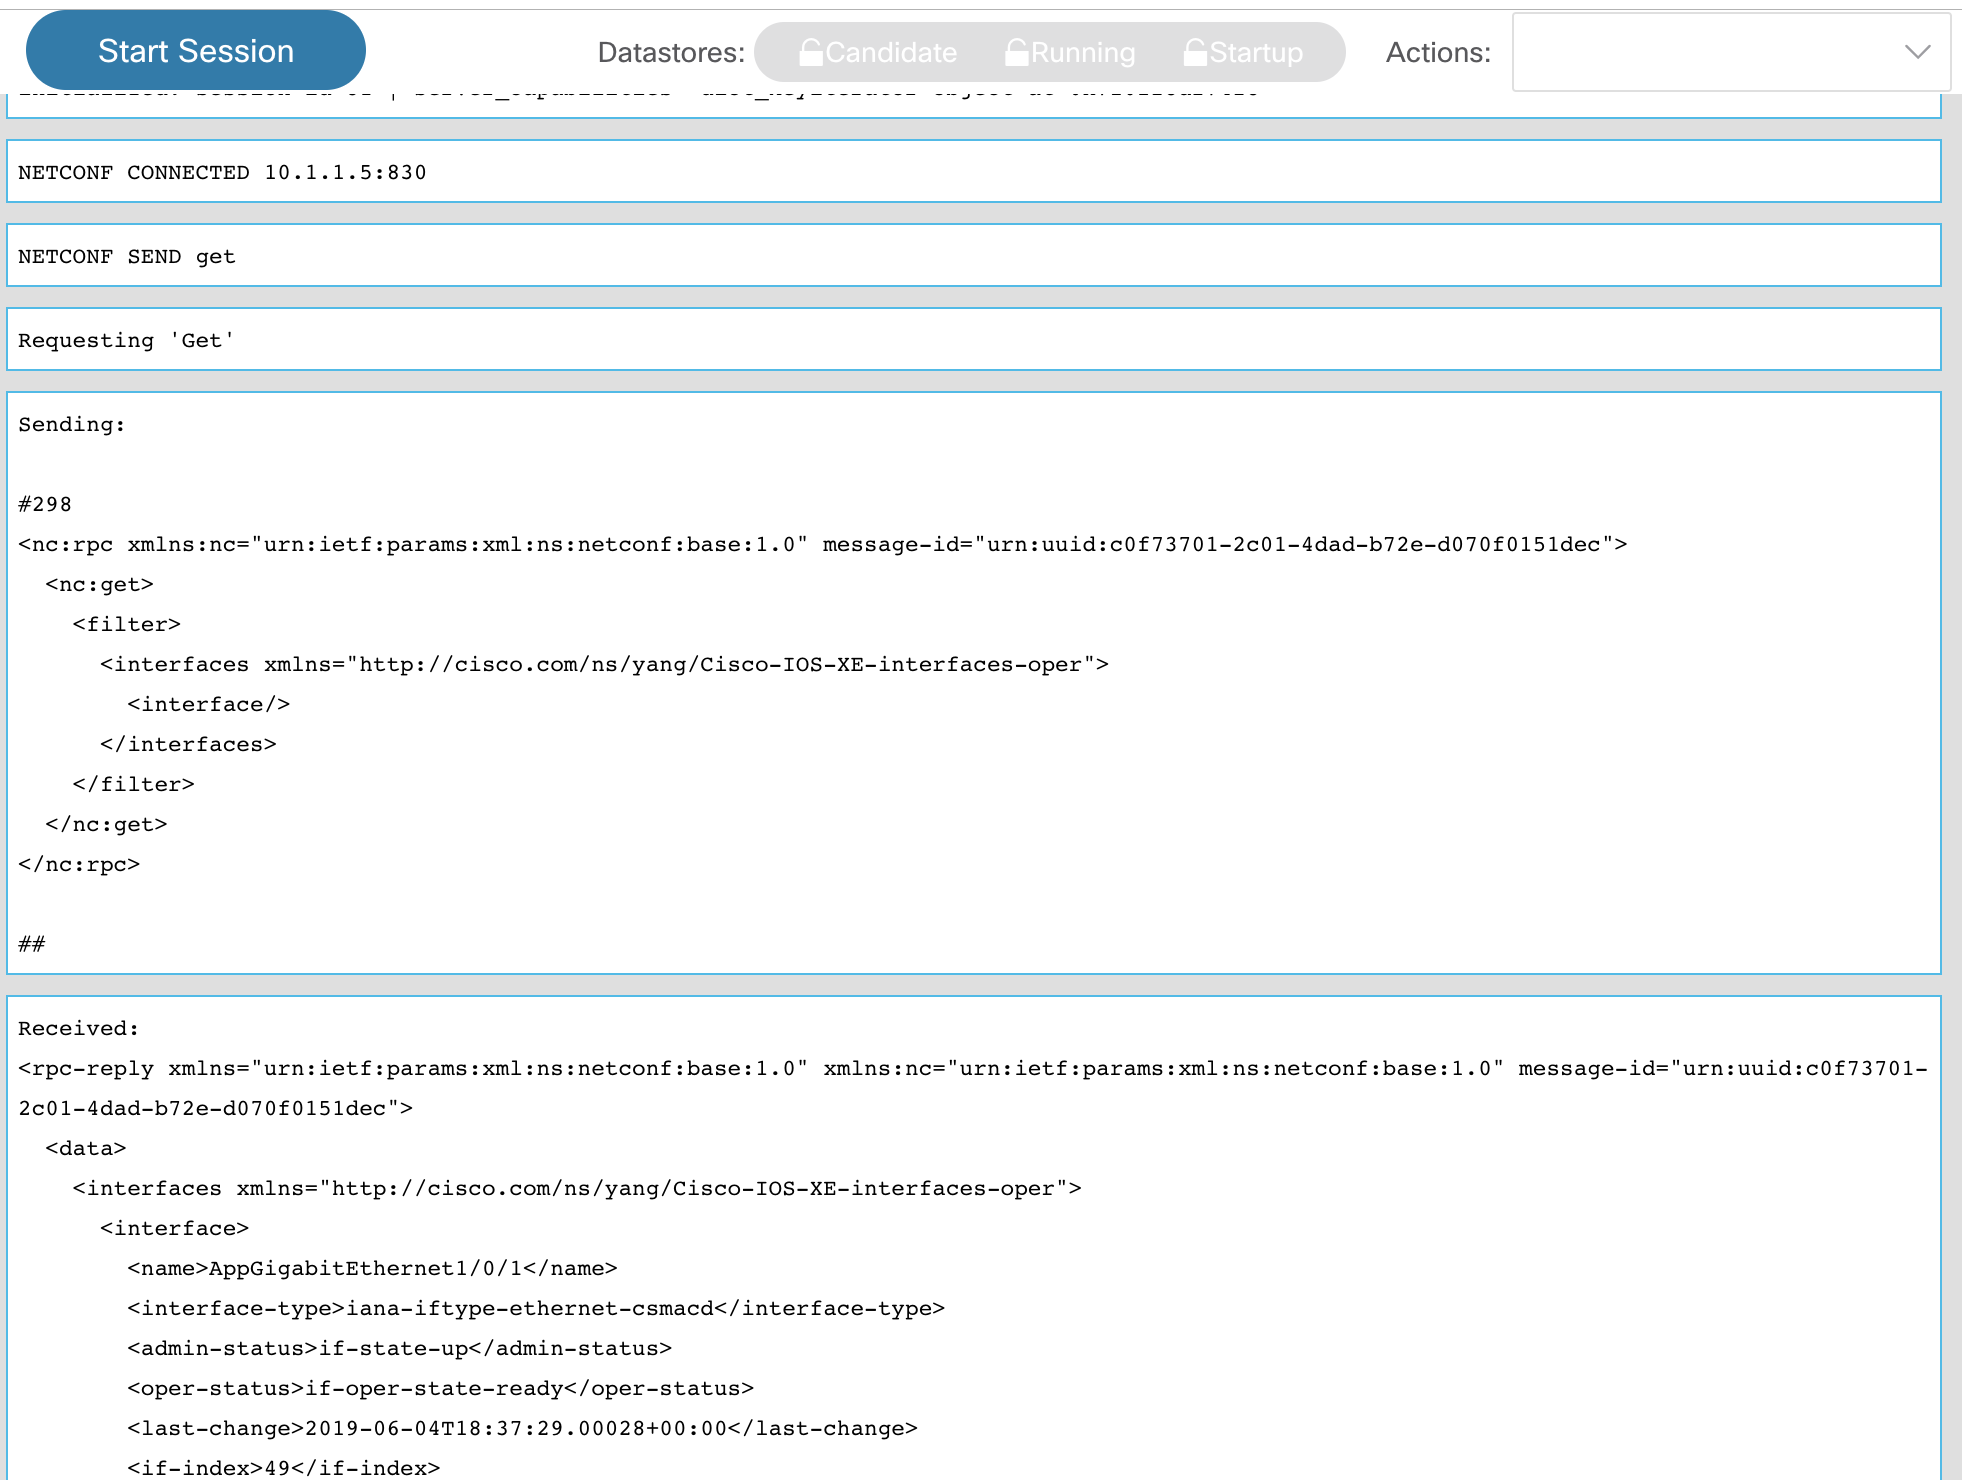 Start Session Datastores: Candidate Running Startup Actions:
NETCONF CONNECTED 10.1.1.5:830
NETCONF SEND get
Requesting 'Get'
Sending:
#298
<nc:rpc xmlns:nc="urn:ietf:params:xml:ns:netconf:base:1.0" message-id="urn:uuid:c0f73701-2c01-4dad-b72e-d070f0151dec">
<nc:get>
<filter>
<interfaces xmlns="http://cisco.com/ns/yang/Cisco-IOS-XE-interfaces-oper">
<interface/>
</interfaces>
</filter>
</nc:get>
</nc:rpc>
##
Received:
<rpc-reply xmlns="urn:ietf:params:xml:ns:netconf:base:1.0" xmlns:nc="urn:ietf:params:xml:ns:netconf:base:1.0" message-id="urn:uuid:c0f73701-
2c01-4dad-b72e-d070f0151dec">
<data>
<interfaces xmlns="http://cisco.com/ns/yang/Cisco-IOS-XE-interfaces-oper">
<interface>
<name>AppGigabitEthernet1/0/1</name>
<interface-type>iana-iftype-ethernet-csmacd</interface-type>
<admin-status>if-state-up</admin-status>
<oper-status>if-oper-state-ready</oper-status>
<last-change>2019-06-04T18:37:29.00028+00:00</last-change>
<if-index>49</if-index>